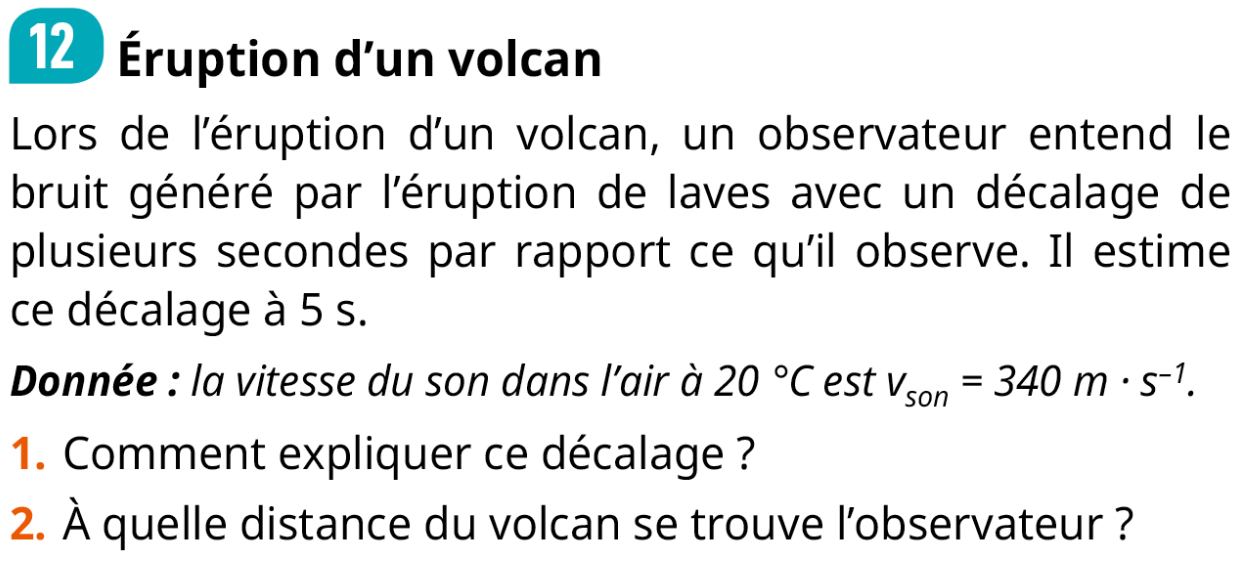 12 Éruption d’un volcan
Lors de l’éruption d’un volcan, un observateur entend le
bruit généré par l’éruption de laves avec un décalage de
plusieurs secondes par rapport ce qu’il observe. Il estime
ce décalage à 5 s.
Donnée : la vitesse du son dans l’air à 20 °C est v_son = 340 m · s⁻¹.
1. Comment expliquer ce décalage ?
2. À quelle distance du volcan se trouve l’observateur ?